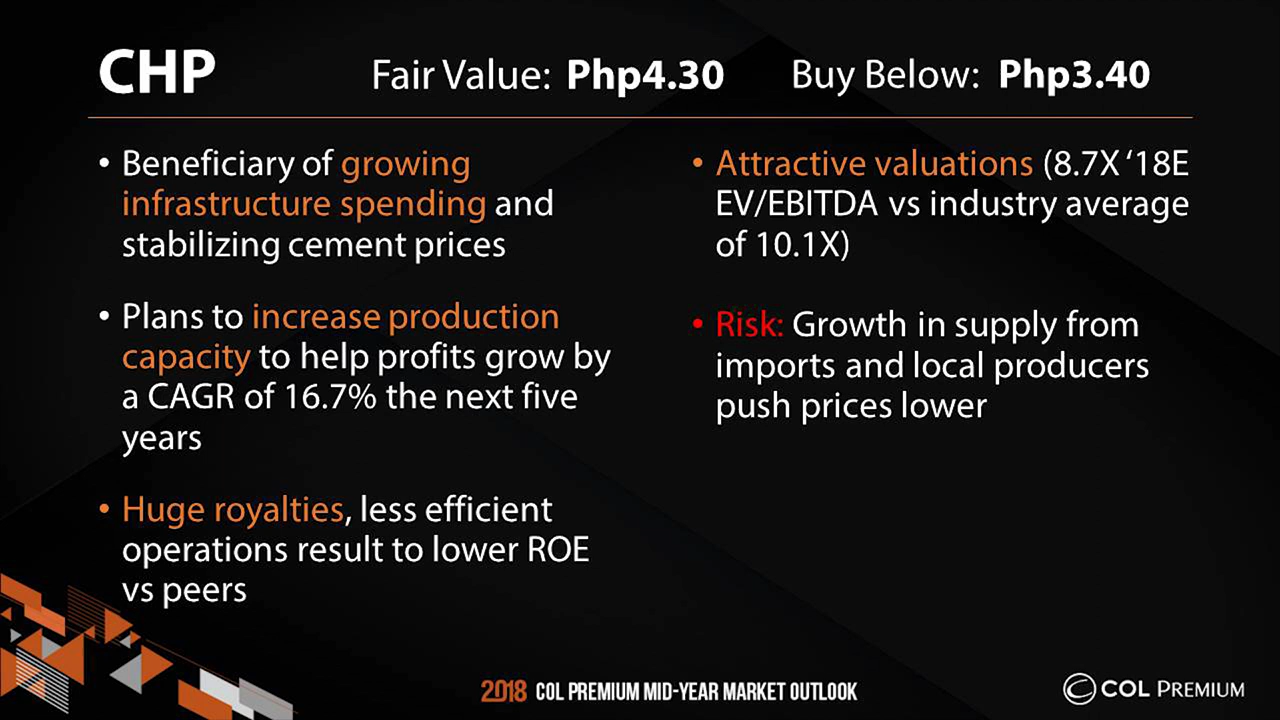 CHP Fair Value: Php4.30 Buy Below: Php3.40
• Beneficiary of growing
infrastructure spending and
stabilizing cement prices
• Plans to increase production
capacity to help profits grow by
a CAGR of 16.7% the next five
years
• Huge royalties, less efficient
operations result to lower ROE
vs peers
• Attractive valuations (8.7X ‘18E
EV/EBITDA vs industry average
of 10.1X)
• Risk: Growth in supply from
imports and local producers
push prices lower
2018 COL PREMIUM MID-YEAR MARKET OUTLOOK
COL PREMIUM